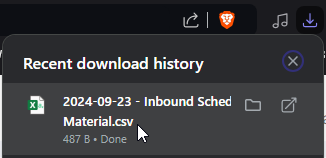 Recent download history
2024-09-23 - Inbound Sched
Material.csv
487 B • Done